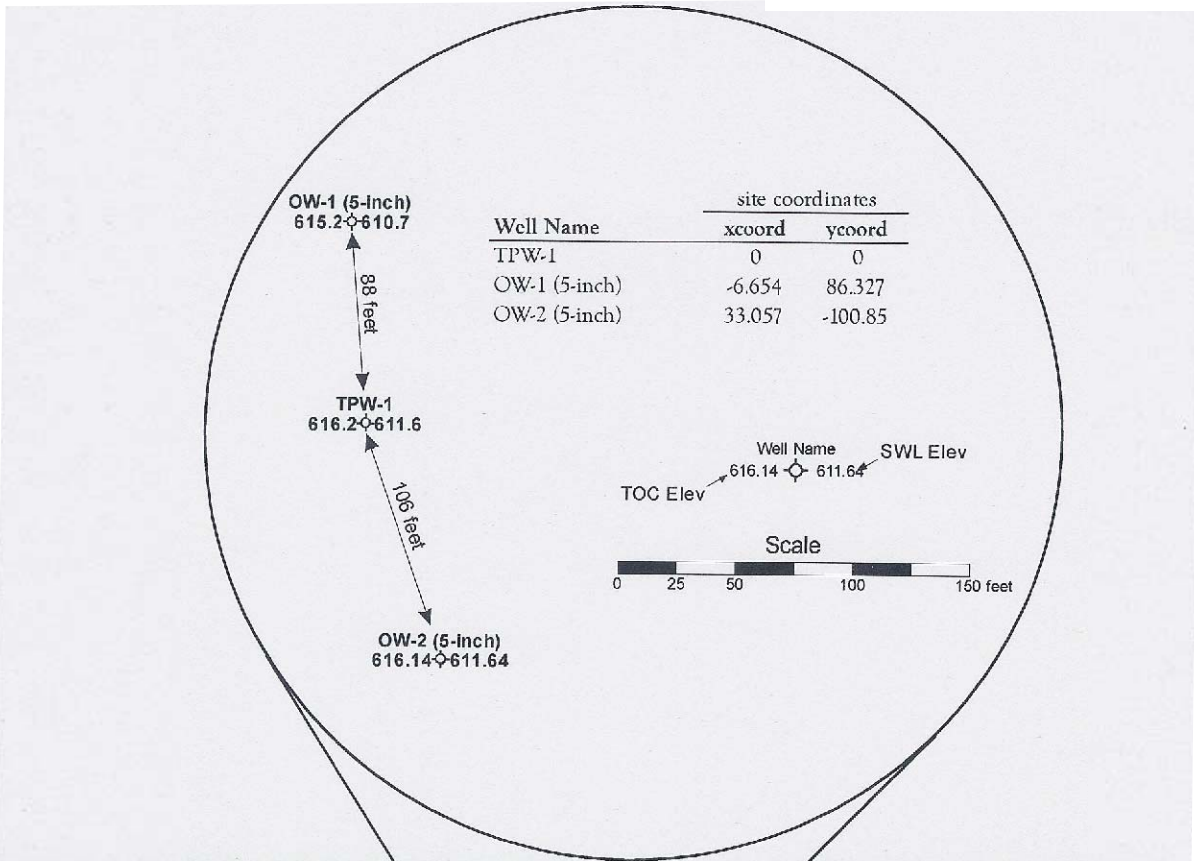 OW-1 (5-inch)
615.2 610.7
88 feet
TPW-1
616.2 611.6
106 feet
OW-2 (5-inch)
616.14 611.64
site coordinates
Well Name xcoord ycoord
TPW-1 0 0
OW-1 (5-inch) -6.654 86.327
OW-2 (5-inch) 33.057 -100.85
Well Name
616.14 611.64
SWL Elev
TOC Elev
Scale
0 25 50 100 150 feet